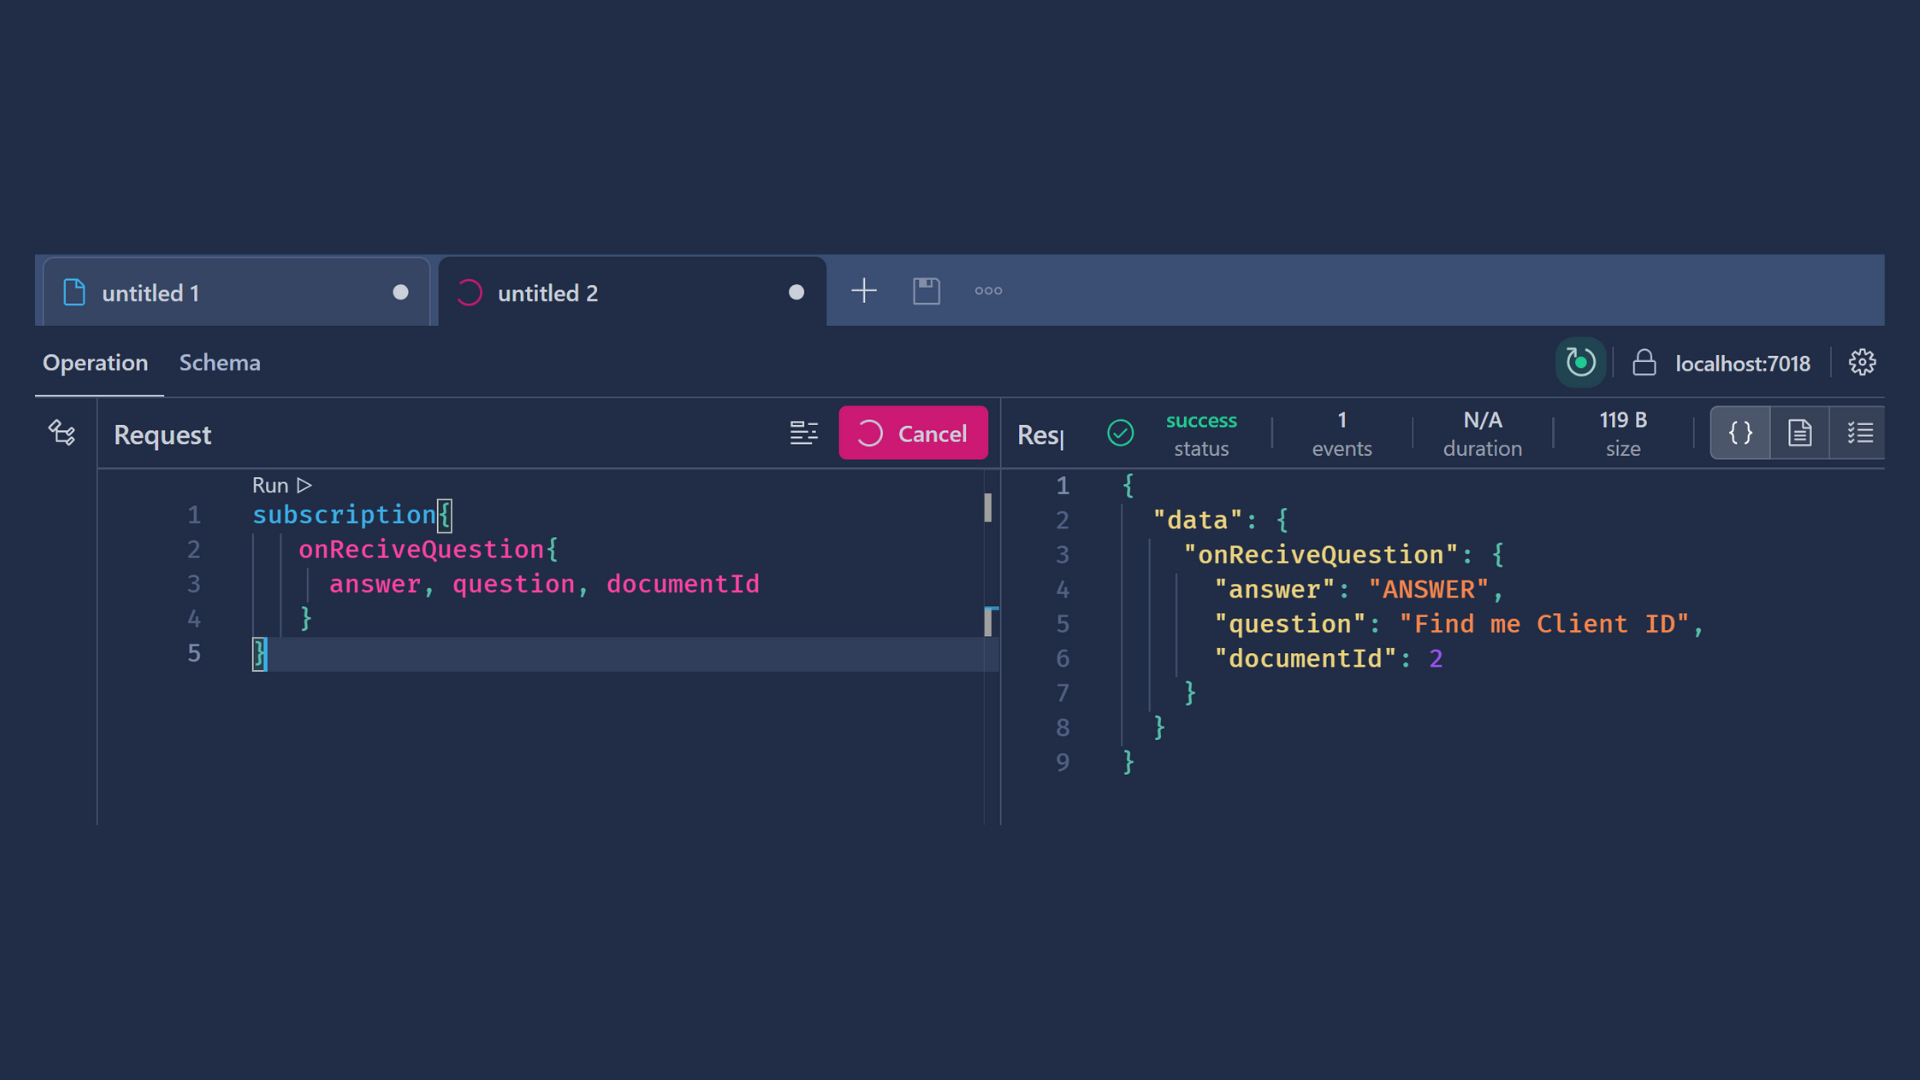 untitled 1
untitled 2
Operation
Schema
localhost:7018
Request
Cancel
Res
success
status
1
events
N/A
duration
119 B
size
Run
1 subscription{
2 onReciveQuestion{
3 answer, question, documentId
4 }
5 }
1 {
2 "data": {
3 "onReciveQuestion": {
4 "answer": "ANSWER",
5 "question": "Find me Client ID",
6 "documentId": 2
7 }
8 }
9 }